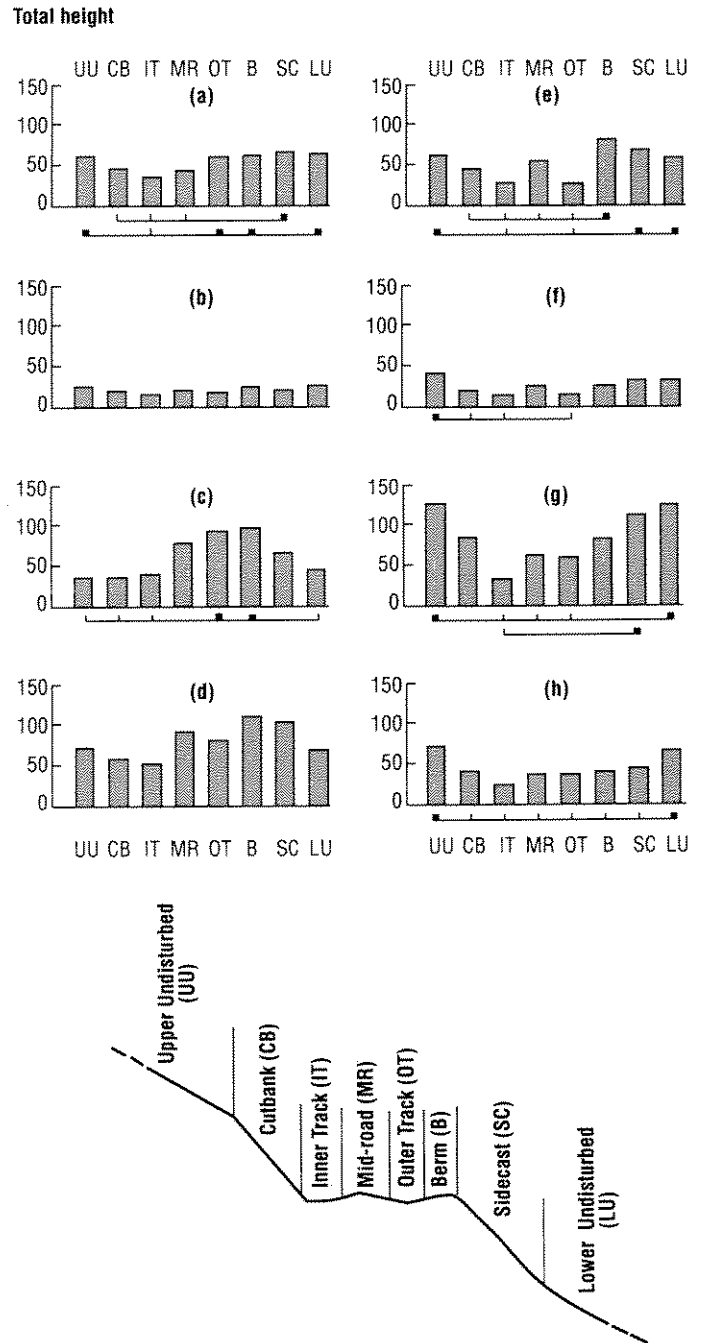 Total height
UU CB IT MR OT B SC LU
UU CB IT MR OT B SC LU
(a)
150
100
50
0
(e)
150
100
50
0
(b)
150
100
50
0
(f)
150
100
50
0
(c)
150
100
50
0
(g)
150
100
50
0
(d)
150
100
50
0
(h)
150
100
50
0
UU CB IT MR OT B SC LU
UU CB IT MR OT B SC LU
Upper Undisturbed
(UU)
Cutbank (CB)
Inner Track (IT)
Mid-road (MR)
Outer Track (OT)
Berm (B)
Sidecast (SC)
Lower Undisturbed
(LU)